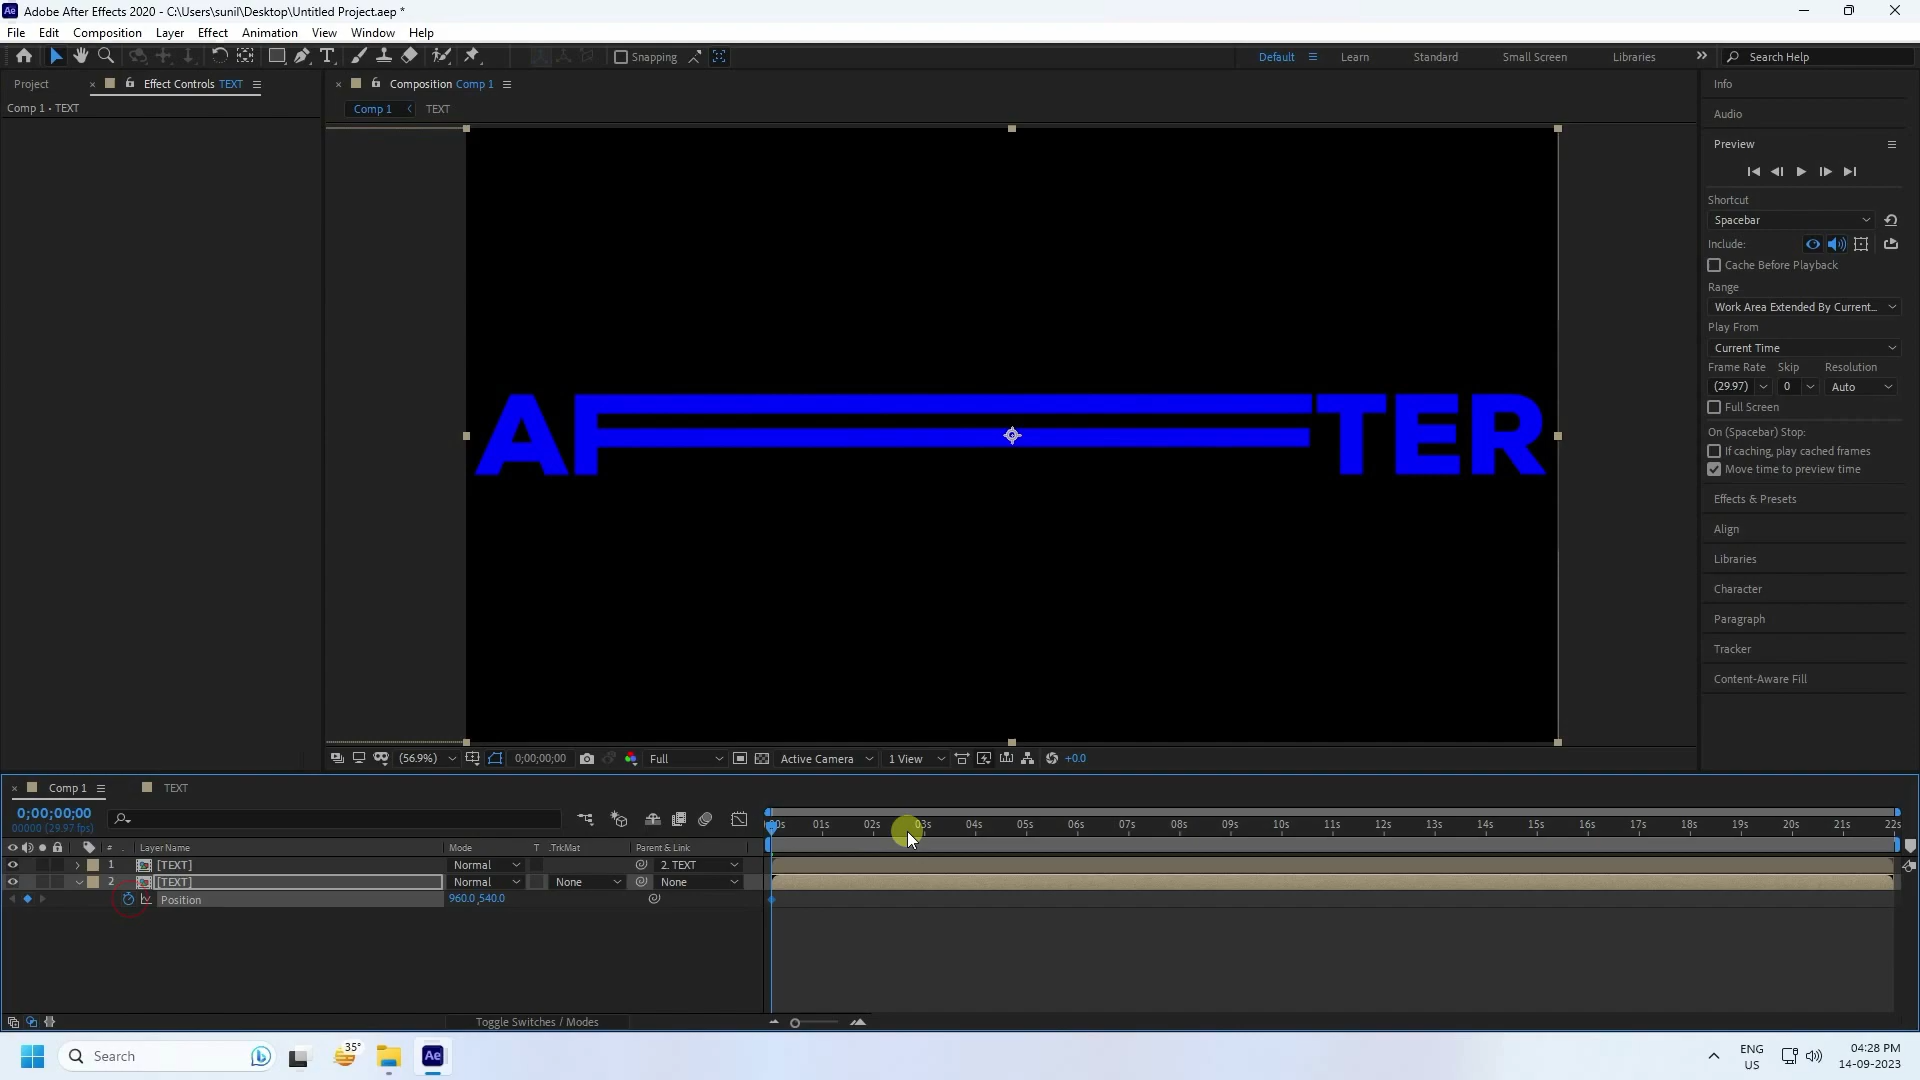 Adobe After Effects 2020 - C:\Users\sunil\Desktop\Untitled Project.aep *
File Edit Composition Layer Effect Animation View Window Help
Snapping Default Learn Standard Small Screen Libraries Search Help
Project Effect Controls TEXT
Comp 1 • TEXT
Composition Comp 1
Comp 1 TEXT
AF TER
(56.9%) 0;00;00;00 Full Active Camera 1 View +0.0
Info
Audio
Preview
Shortcut
Spacebar
Include:
Cache Before Playback
Range
Work Area Extended By Current...
Play From
Current Time
Frame Rate Skip Resolution
(29.97) 0 Auto
Full Screen
On (Spacebar) Stop:
If caching, play cached frames
Move time to preview time
Effects & Presets
Align
Libraries
Character
Paragraph
Tracker
Content-Aware Fill
Comp 1 TEXT
0;00;00;00
00000 (29.97 fps)
01s 02s 03s 04s 05s 06s 07s 08s 09s 10s 11s 12s 13s 14s 15s 16s 17s 18s 19s 20s 21s 22s
# Layer Name Mode T .TrkMat Parent & Link
1 [TEXT] Normal 2. TEXT
2 [TEXT] Normal None None
Position 960.0,540.0
Toggle Switches / Modes
Search 35° Ae ENG US 04:28 PM 14-09-2023